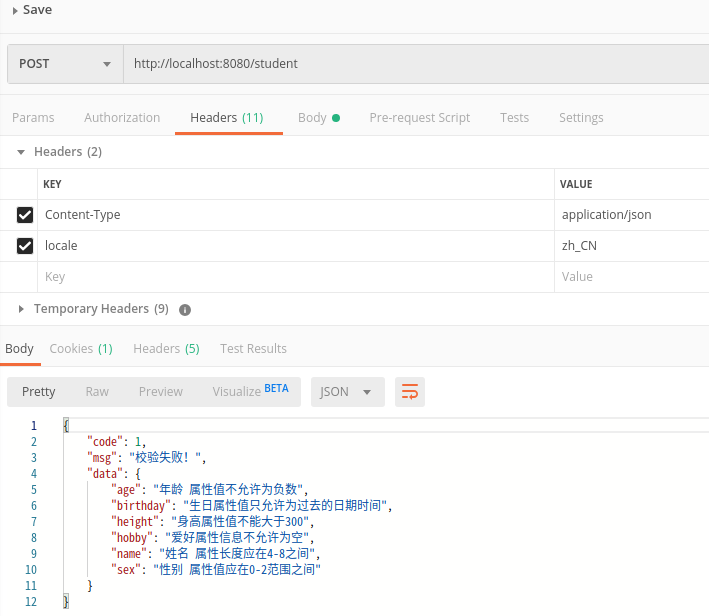 Save
POST http://localhost:8080/student
Params Authorization Headers (11) Body Pre-request Script Tests Settings
Headers (2)
KEY VALUE
Content-Type application/json
locale zh_CN
Key Value
Temporary Headers (9) i
Body Cookies (1) Headers (5) Test Results
Pretty Raw Preview Visualize BETA JSON
1 {
2 "code": 1,
3 "msg": "校验失败！",
4 "data": {
5 "age": "年龄 属性值不允许为负数",
6 "birthday": "生日属性值只允许为过去的日期时间",
7 "height": "身高属性值不能大于300",
8 "hobby": "爱好属性信息不允许为空",
9 "name": "姓名 属性长度应在4-8之间",
10 "sex": "性别 属性值应在0-2范围之间"
11 }
12 }